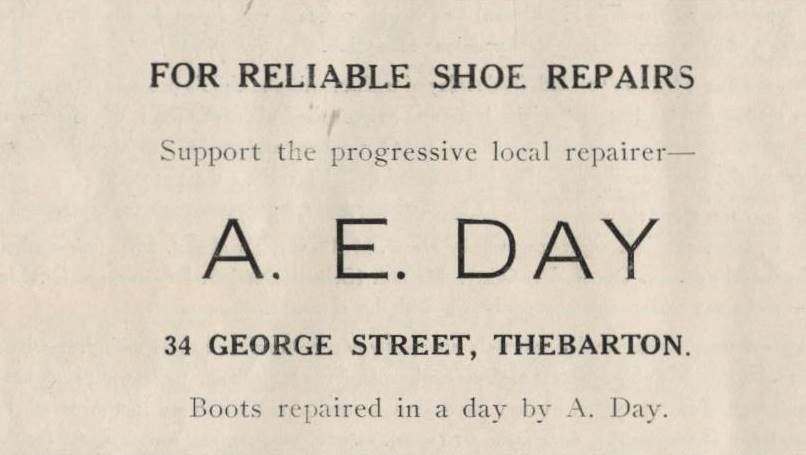 FOR RELIABLE SHOE REPAIRS
Support the progressive local repairer—
A. E. DAY
34 GEORGE STREET, THEBARTON.
Boots repaired in a day by A. Day.